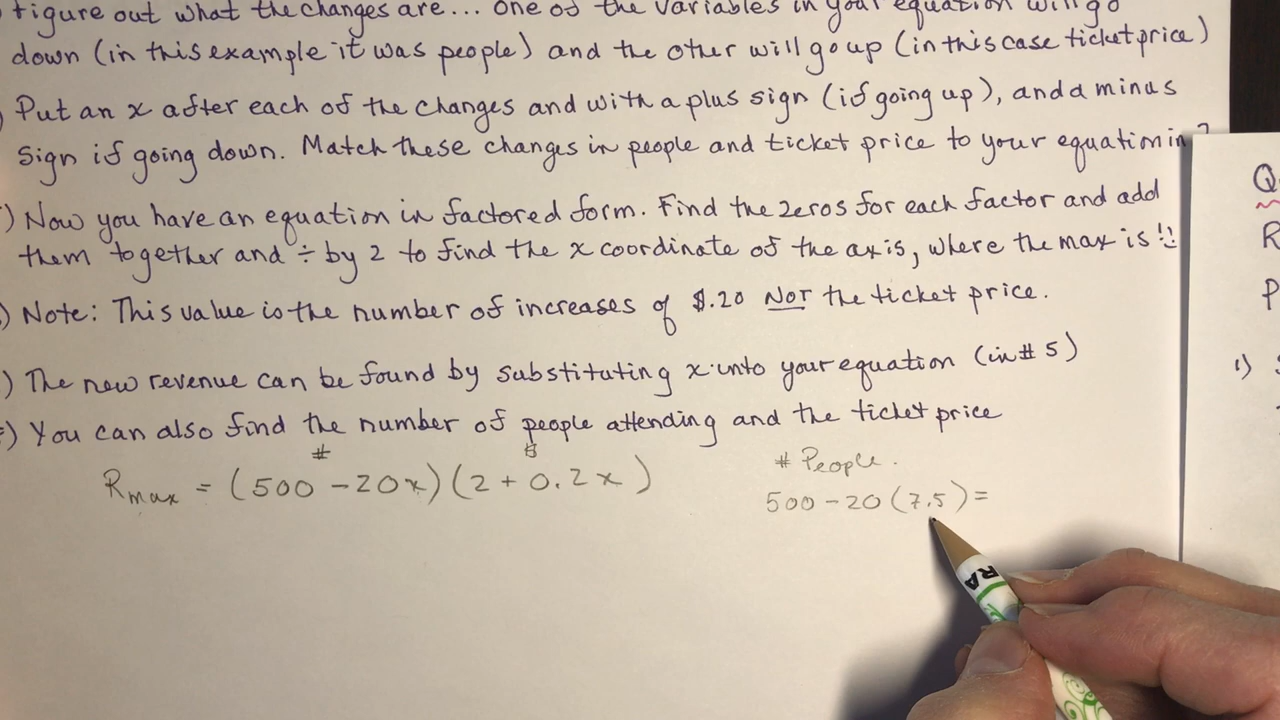 figure out what the changes are... one of the variables in your equation will go
down (in this example it was people) and the other will go up (in this case ticket price)
) Put an x after each of the changes and with a plus sign (if going up), and a minus
Sign if going down. Match these changes in people and ticket price to your equation in
) Now you have an equation in factored form. Find the zeros for each factor and add
them together and ÷ by 2 to find the x coordinate of the axis, where the max is !!
) Note: This value is the number of increases of $.20 NOT the ticket price.
) The new revenue can be found by substituting x unto your equation (in # 5)
) You can also find the number of people attending and the ticket price
# $
Rmax = (500 - 20x)(2 + 0.2x)
# People.
500 - 20 (7.5) =
RA
Q
R
P
1)